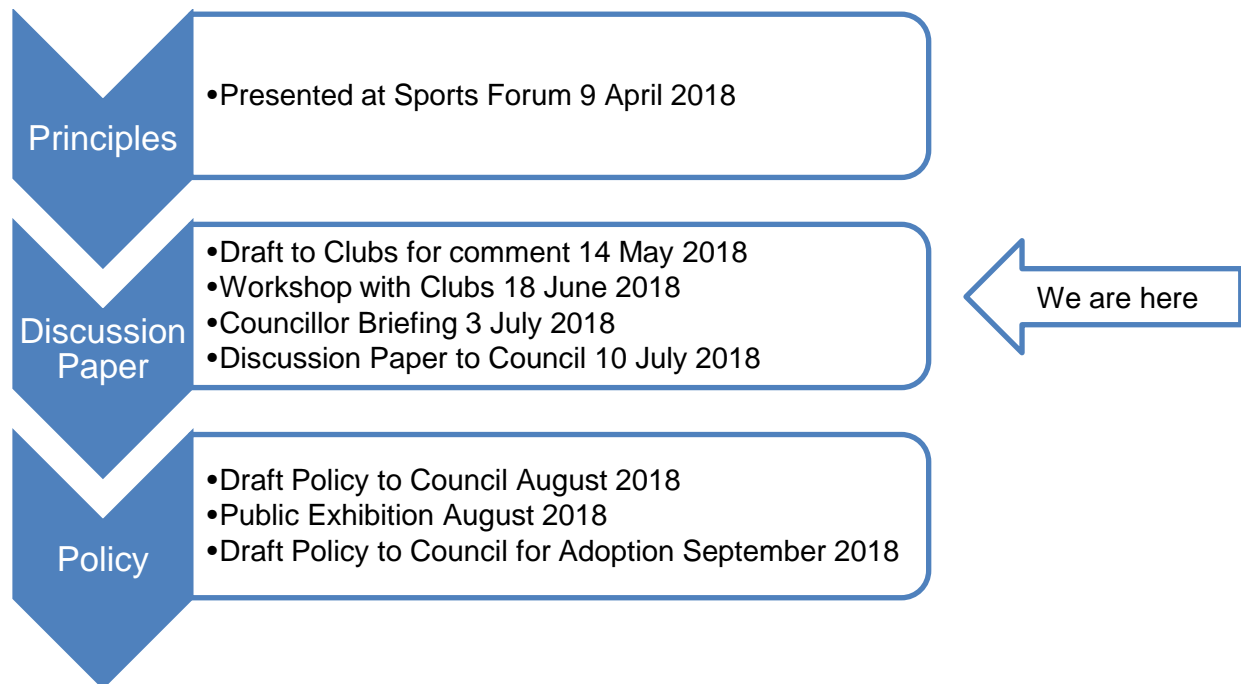 Principles
•Presented at Sports Forum 9 April 2018
Discussion
Paper
•Draft to Clubs for comment 14 May 2018
•Workshop with Clubs 18 June 2018
•Councillor Briefing 3 July 2018
•Discussion Paper to Council 10 July 2018
We are here
Policy
•Draft Policy to Council August 2018
•Public Exhibition August 2018
•Draft Policy to Council for Adoption September 2018